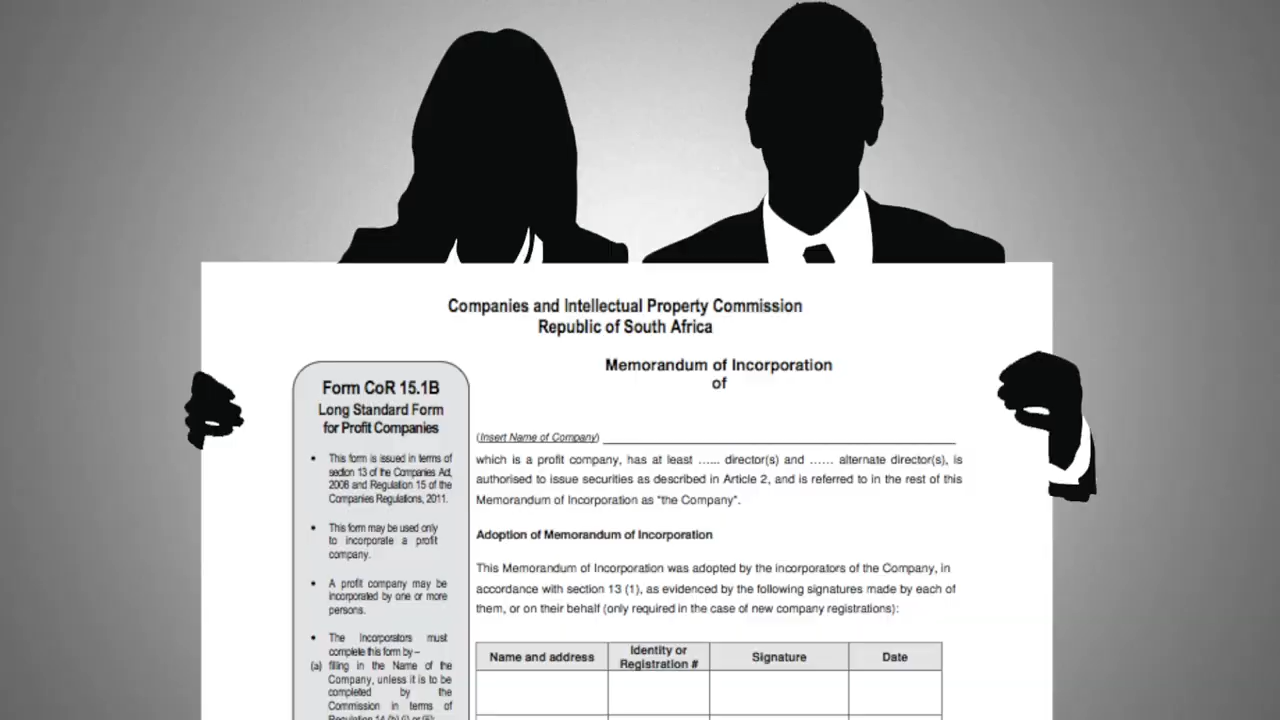 Companies and Intellectual Property Commission
Republic of South Africa
Memorandum of Incorporation
of
Form CoR 15.1B
Long Standard Form
for Profit Companies
• This form is issued in terms of
section 13 of the Companies Act,
2008 and Regulation 15 of the
Companies Regulations, 2011.
• This form may be used only
to incorporate a profit
company.
• A profit company may be
incorporated by one or more
persons.
• The Incorporators must
complete this form by –
(a) filling in the Name of the
Company, unless it is to be
completed by the
Commission in terms of
Regulation 14 (b) (i) or (ii);
(Insert Name of Company)
which is a profit company, has at least ...... director(s) and ...... alternate director(s), is
authorised to issue securities as described in Article 2, and is referred to in the rest of this
Memorandum of Incorporation as "the Company".
Adoption of Memorandum of Incorporation
This Memorandum of Incorporation was adopted by the incorporators of the Company, in
accordance with section 13 (1), as evidenced by the following signatures made by each of
them, or on their behalf (only required in the case of new company registrations):
Name and address Identity or Registration # Signature Date